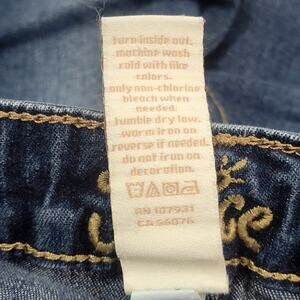 turn inside out.
machine wash
cold with like
colors.
only non-chlorine
bleach when
needed.
tumble dry low.
warm iron on
reverse if needed.
do not iron on
decoration.
RN 107931
CA 56076